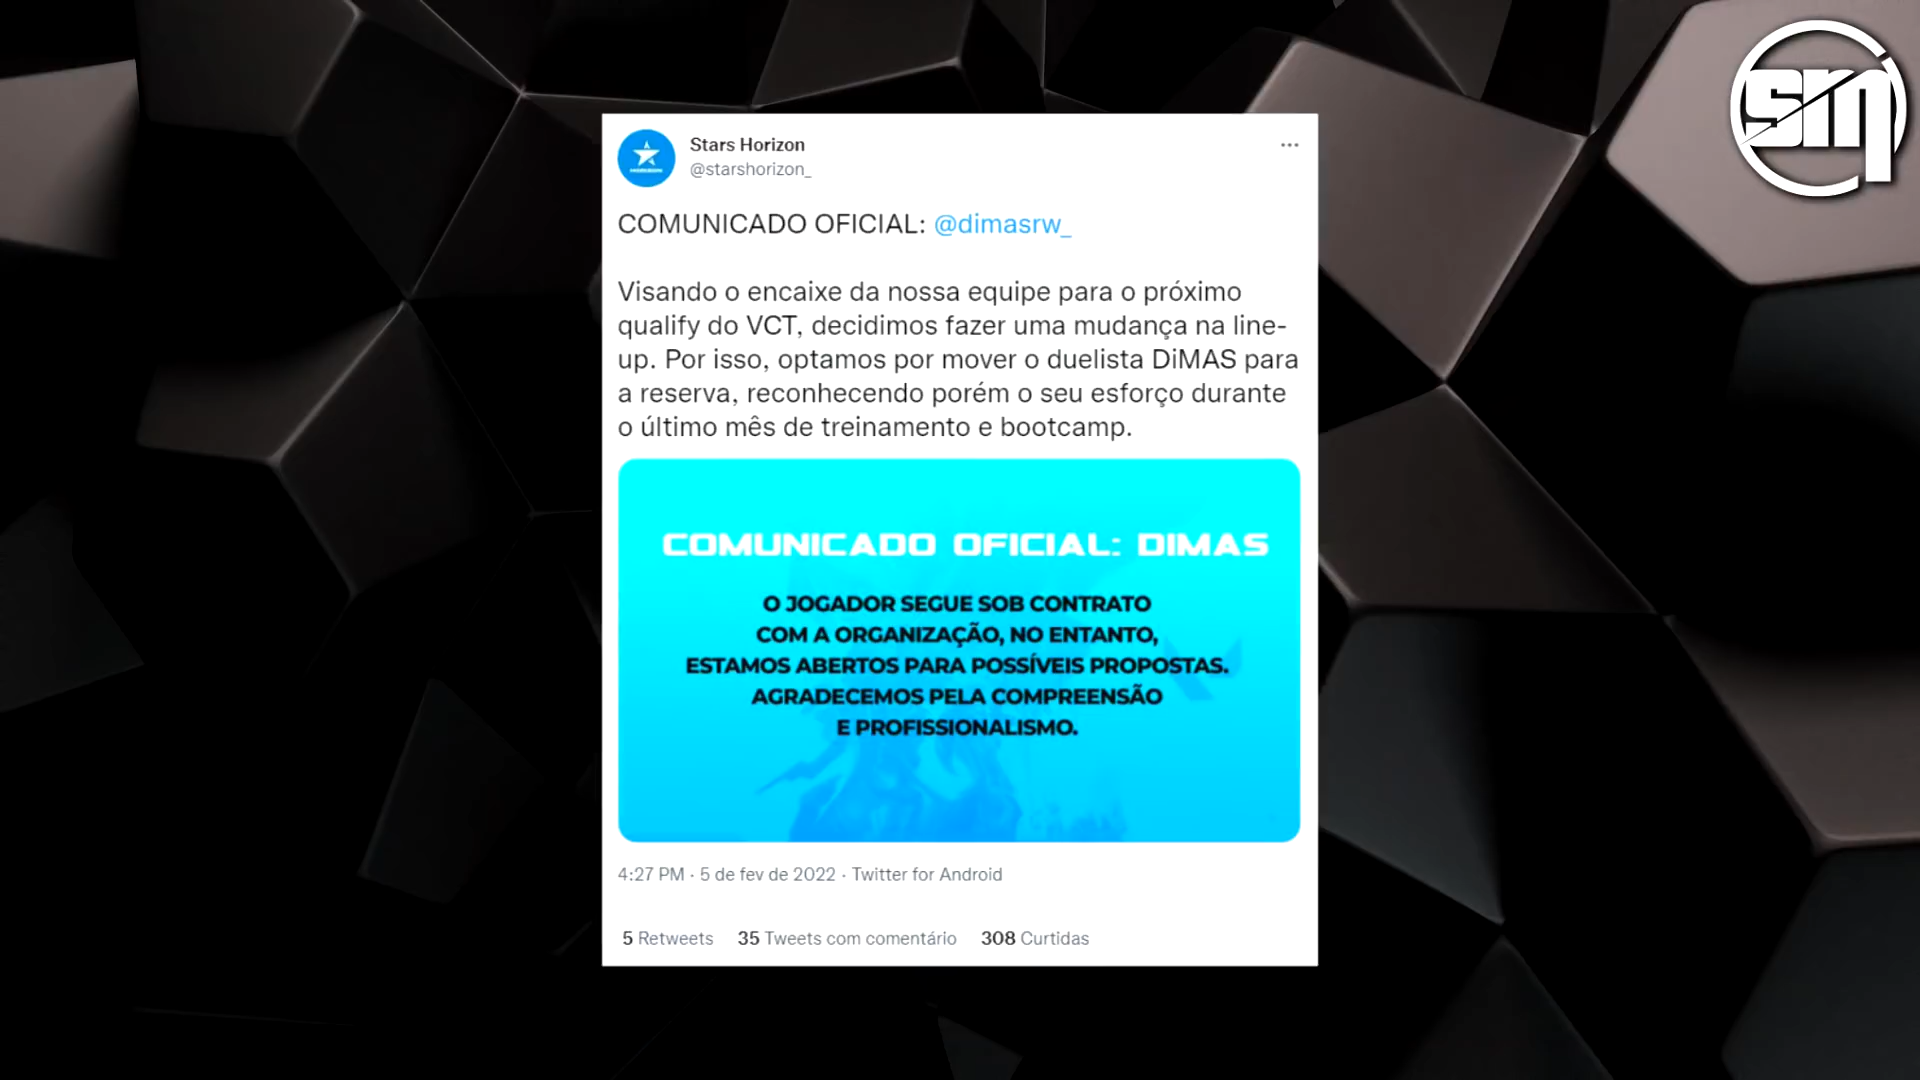 SM
Stars Horizon
@starshorizon_
COMUNICADO OFICIAL: @dimasrw_
Visando o encaixe da nossa equipe para o próximo
qualify do VCT, decidimos fazer uma mudança na line-
up. Por isso, optamos por mover o duelista DiMAS para
a reserva, reconhecendo porém o seu esforço durante
o último mês de treinamento e bootcamp.
COMUNICADO OFICIAL: DIMAS
O JOGADOR SEGUE SOB CONTRATO
COM A ORGANIZAÇÃO, NO ENTANTO,
ESTAMOS ABERTOS PARA POSSÍVEIS PROPOSTAS.
AGRADECEMOS PELA COMPREENSÃO
E PROFISSIONALISMO.
4:27 PM · 5 de fev de 2022 · Twitter for Android
5 Retweets 35 Tweets com comentário 308 Curtidas